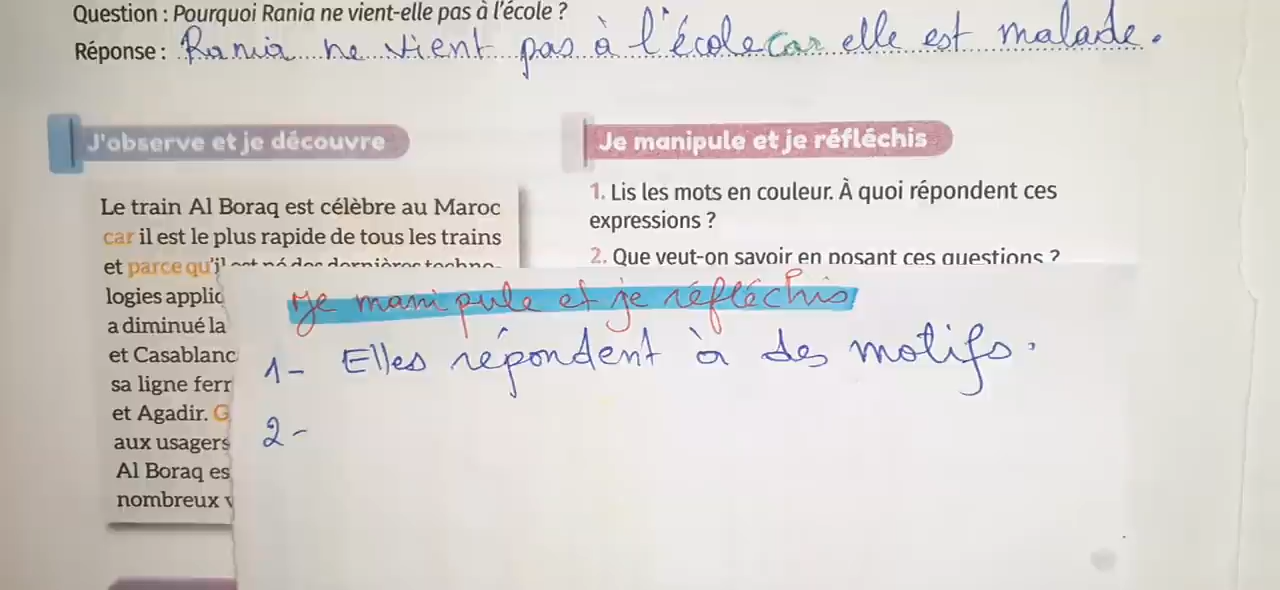 Question : Pourquoi Rania ne vient-elle pas à l'école ?
Réponse : Rania ne vient pas à l'école car elle est malade.
J'observe et je découvre
Le train Al Boraq est célèbre au Maroc
car il est le plus rapide de tous les trains
et parce qu'il est né des dernières techno-
logies applic
a diminué la
et Casablanc
sa ligne ferr
et Agadir. G
aux usagers
Al Boraq es
nombreux v
Je manipule et je réfléchis
1. Lis les mots en couleur. À quoi répondent ces
expressions ?
2. Que veut-on savoir en posant ces questions ?
Je manipule et je réfléchis
1- Elles répondent à des motifs.
2-